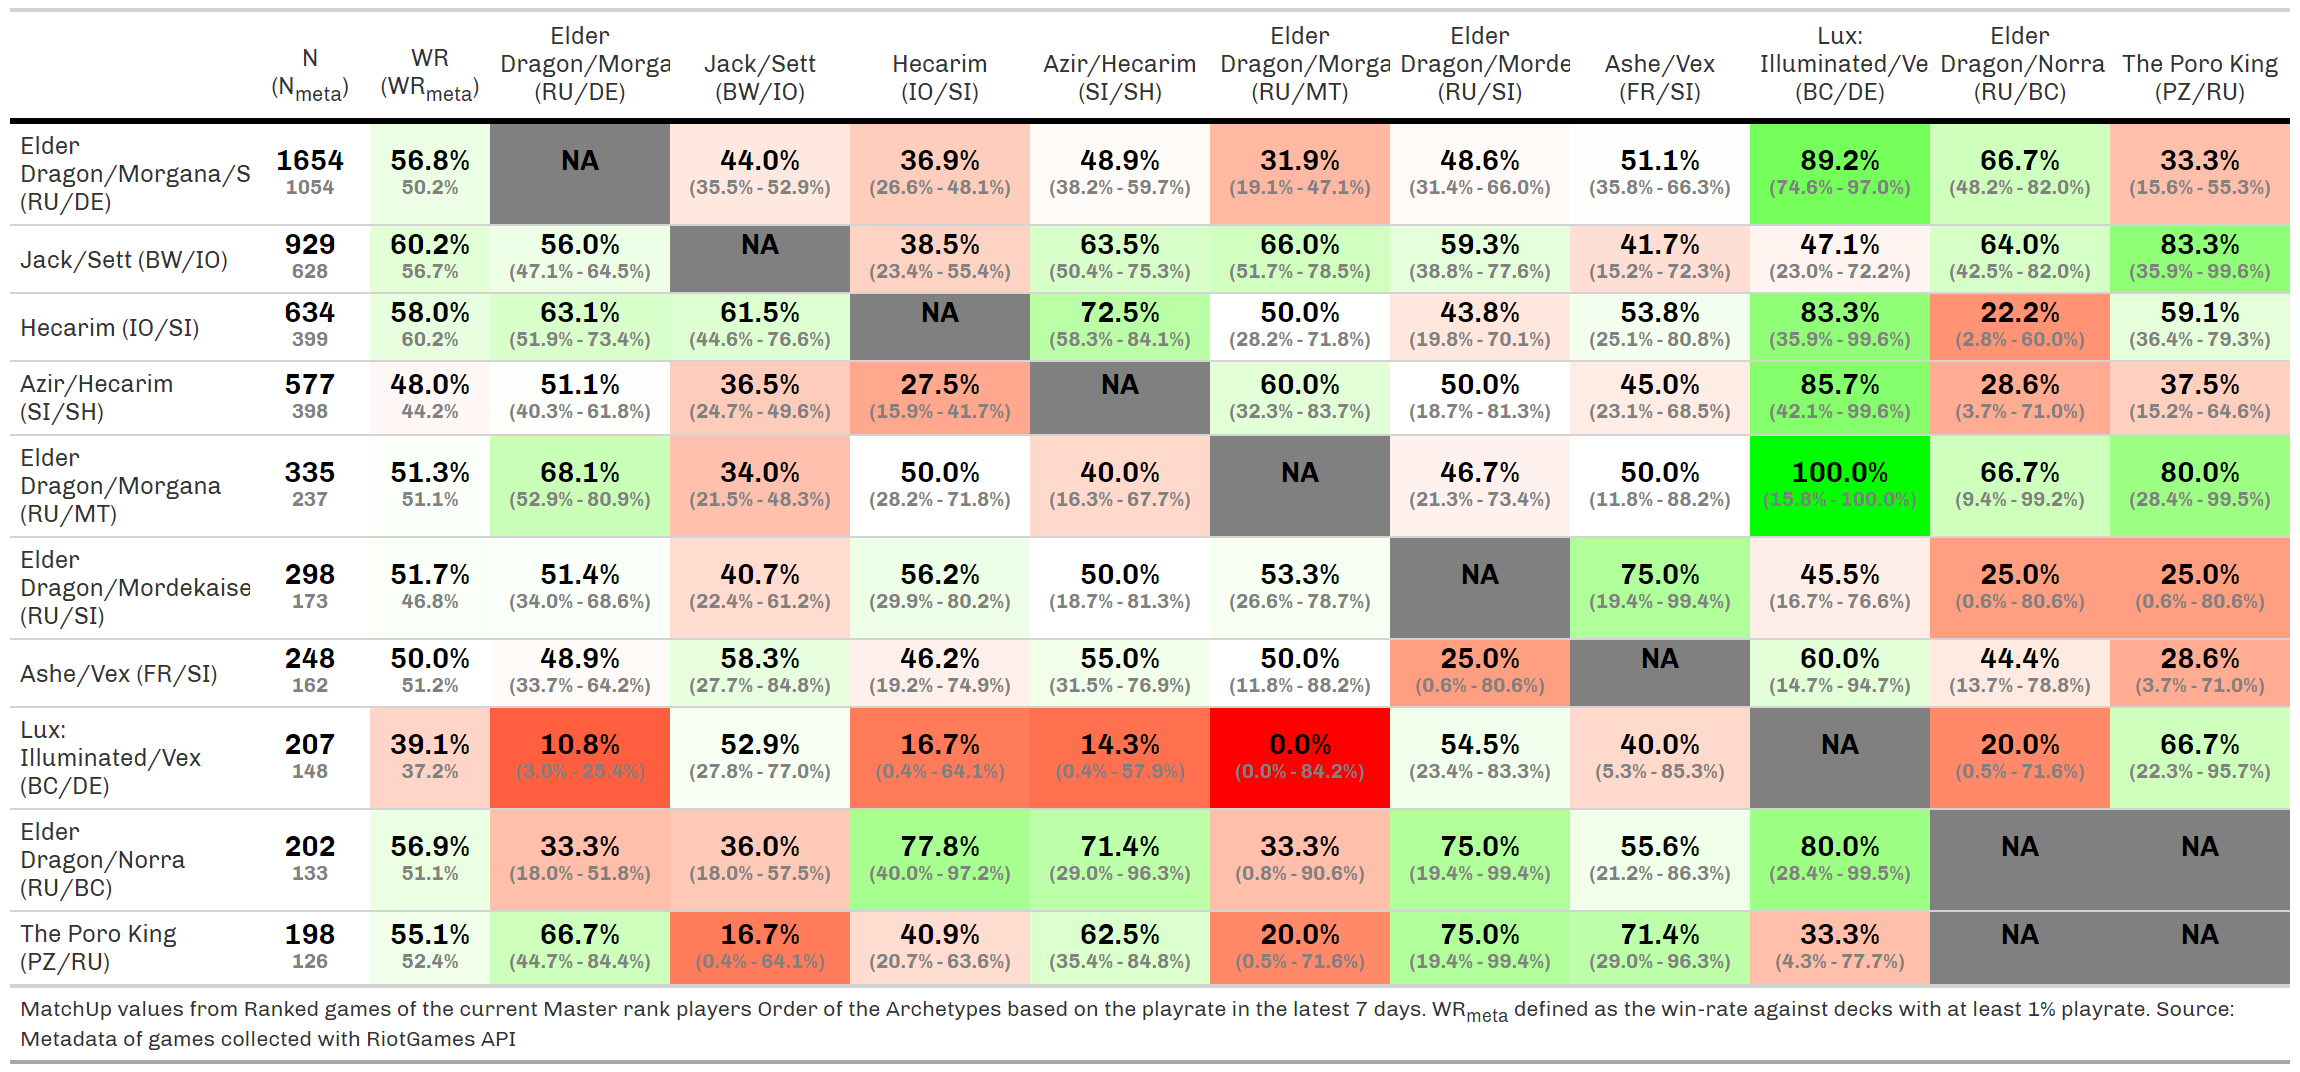 N (N_meta) | WR (WR_meta) | Elder Dragon/Morga (RU/DE) | Jack/Sett (BW/IO) | Hecarim (IO/SI) | Azir/Hecarim (SI/SH) | Elder Dragon/Morga (RU/MT) | Elder Dragon/Morde (RU/SI) | Ashe/Vex (FR/SI) | Lux: Illuminated/Ve (BC/DE) | Elder Dragon/Norra (RU/BC) | The Poro King (PZ/RU)
Elder Dragon/Morgana/S (RU/DE) | 1654 1054 | 56.8% 50.2% | NA | 44.0% (35.5% - 52.9%) | 36.9% (26.6% - 48.1%) | 48.9% (38.2% - 59.7%) | 31.9% (19.1% - 47.1%) | 48.6% (31.4% - 66.0%) | 51.1% (35.8% - 66.3%) | 89.2% (74.6% - 97.0%) | 66.7% (48.2% - 82.0%) | 33.3% (15.6% - 55.3%)
Jack/Sett (BW/IO) | 929 628 | 60.2% 56.7% | 56.0% (47.1% - 64.5%) | NA | 38.5% (23.4% - 55.4%) | 63.5% (50.4% - 75.3%) | 66.0% (51.7% - 78.5%) | 59.3% (38.8% - 77.6%) | 41.7% (15.2% - 72.3%) | 47.1% (23.0% - 72.2%) | 64.0% (42.5% - 82.0%) | 83.3% (35.9% - 99.6%)
Hecarim (IO/SI) | 634 399 | 58.0% 60.2% | 63.1% (51.9% - 73.4%) | 61.5% (44.6% - 76.6%) | NA | 72.5% (58.3% - 84.1%) | 50.0% (28.2% - 71.8%) | 43.8% (19.8% - 70.1%) | 53.8% (25.1% - 80.8%) | 83.3% (35.9% - 99.6%) | 22.2% (2.8% - 60.0%) | 59.1% (36.4% - 79.3%)
Azir/Hecarim (SI/SH) | 577 398 | 48.0% 44.2% | 51.1% (40.3% - 61.8%) | 36.5% (24.7% - 49.6%) | 27.5% (15.9% - 41.7%) | NA | 60.0% (32.3% - 83.7%) | 50.0% (18.7% - 81.3%) | 45.0% (23.1% - 68.5%) | 85.7% (42.1% - 99.6%) | 28.6% (3.7% - 71.0%) | 37.5% (15.2% - 64.6%)
Elder Dragon/Morgana (RU/MT) | 335 237 | 51.3% 51.1% | 68.1% (52.9% - 80.9%) | 34.0% (21.5% - 48.3%) | 50.0% (28.2% - 71.8%) | 40.0% (16.3% - 67.7%) | NA | 46.7% (21.3% - 73.4%) | 50.0% (11.8% - 88.2%) | 100.0% (15.8% - 100.0%) | 66.7% (9.4% - 99.2%) | 80.0% (28.4% - 99.5%)
Elder Dragon/Mordekaise (RU/SI) | 298 173 | 51.7% 46.8% | 51.4% (34.0% - 68.6%) | 40.7% (22.4% - 61.2%) | 56.2% (29.9% - 80.2%) | 50.0% (18.7% - 81.3%) | 53.3% (26.6% - 78.7%) | NA | 75.0% (19.4% - 99.4%) | 45.5% (16.7% - 76.6%) | 25.0% (0.6% - 80.6%) | 25.0% (0.6% - 80.6%)
Ashe/Vex (FR/SI) | 248 162 | 50.0% 51.2% | 48.9% (33.7% - 64.2%) | 58.3% (27.7% - 84.8%) | 46.2% (19.2% - 74.9%) | 55.0% (31.5% - 76.9%) | 50.0% (11.8% - 88.2%) | 25.0% (0.6% - 80.6%) | NA | 60.0% (14.7% - 94.7%) | 44.4% (13.7% - 78.8%) | 28.6% (3.7% - 71.0%)
Lux: Illuminated/Vex (BC/DE) | 207 148 | 39.1% 37.2% | 10.8% (3.0% - 25.4%) | 52.9% (27.8% - 77.0%) | 16.7% (0.4% - 64.1%) | 14.3% (0.4% - 57.9%) | 0.0% (0.0% - 84.2%) | 54.5% (23.4% - 83.3%) | 40.0% (5.3% - 85.3%) | NA | 20.0% (0.5% - 71.6%) | 66.7% (22.3% - 95.7%)
Elder Dragon/Norra (RU/BC) | 202 133 | 56.9% 51.1% | 33.3% (18.0% - 51.8%) | 36.0% (18.0% - 57.5%) | 77.8% (40.0% - 97.2%) | 71.4% (29.0% - 96.3%) | 33.3% (0.8% - 90.6%) | 75.0% (19.4% - 99.4%) | 55.6% (21.2% - 86.3%) | 80.0% (28.4% - 99.5%) | NA | NA
The Poro King (PZ/RU) | 198 126 | 55.1% 52.4% | 66.7% (44.7% - 84.4%) | 16.7% (0.4% - 64.1%) | 40.9% (20.7% - 63.6%) | 62.5% (35.4% - 84.8%) | 20.0% (0.5% - 71.6%) | 75.0% (19.4% - 99.4%) | 71.4% (29.0% - 96.3%) | 33.3% (4.3% - 77.7%) | NA | NA
MatchUp values from Ranked games of the current Master rank players Order of the Archetypes based on the playrate in the latest 7 days. WR_meta defined as the win-rate against decks with at least 1% playrate. Source:
Metadata of games collected with RiotGames API